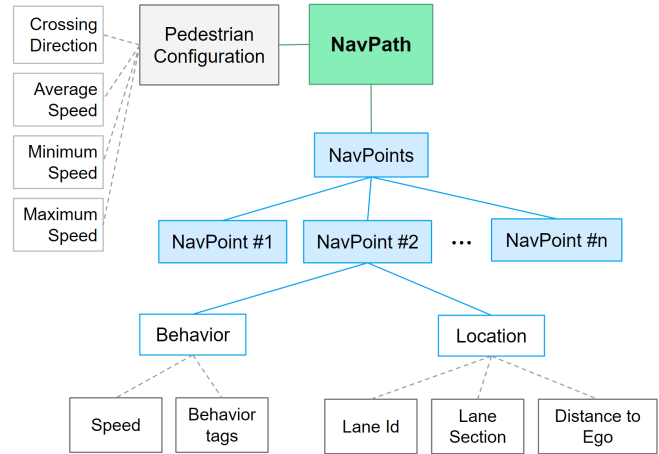 Crossing
Direction
Pedestrian
Configuration
NavPath
Average
Speed
Minimum
Speed
Maximum
Speed
NavPoints
NavPoint #1
NavPoint #2
...
NavPoint #n
Behavior
Location
Speed
Behavior
tags
Lane Id
Lane
Section
Distance to
Ego